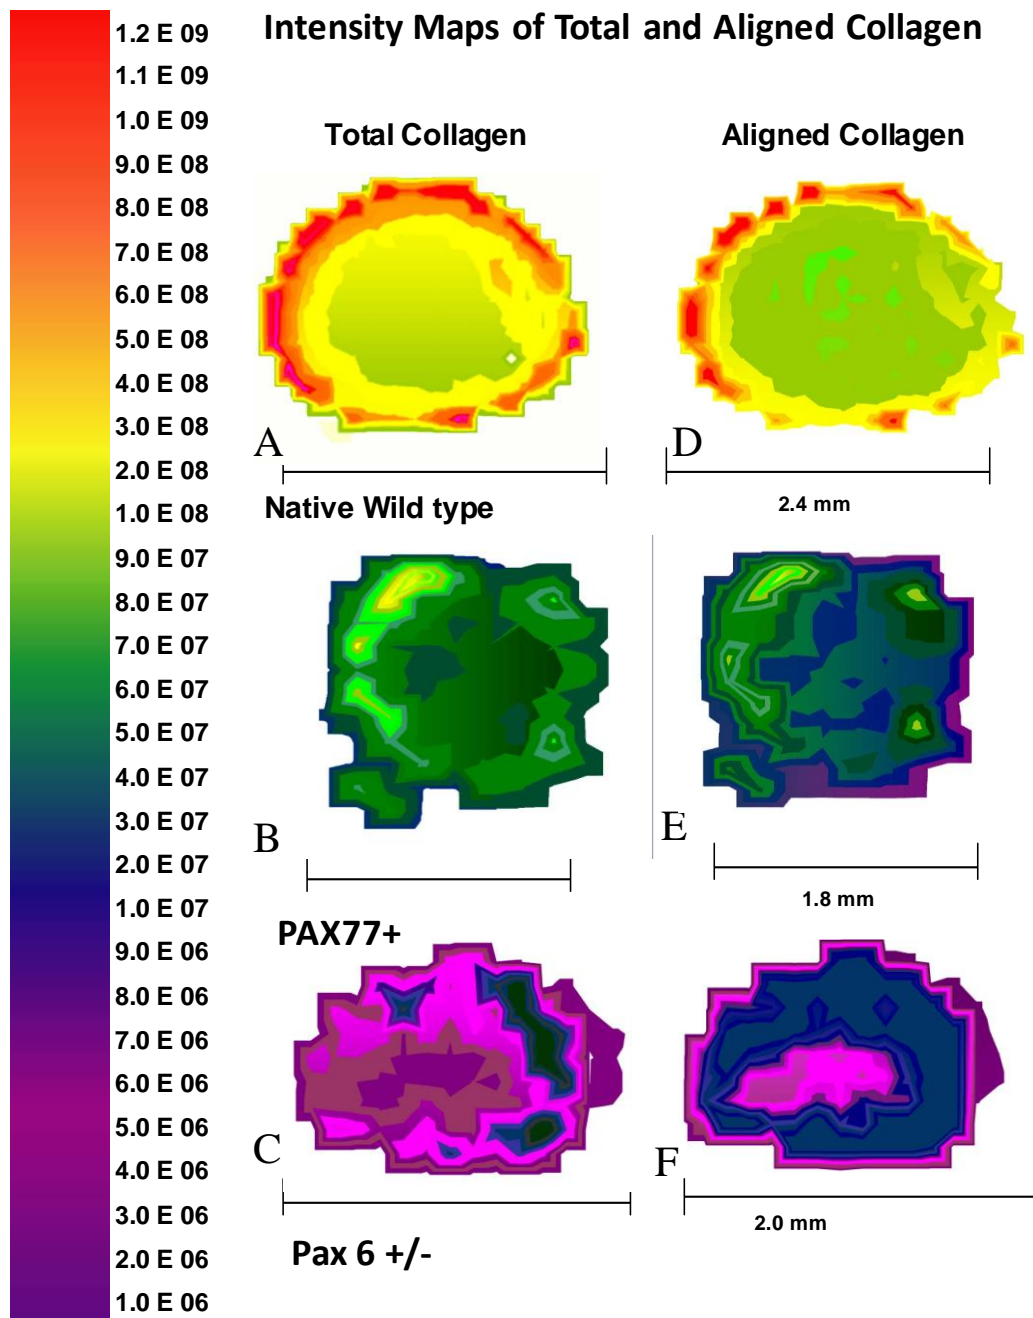 Intensity Maps of Total and Aligned Collagen
1.2 E 09
1.1 E 09
1.0 E 09
9.0 E 08
8.0 E 08
7.0 E 08
6.0 E 08
5.0 E 08
4.0 E 08
3.0 E 08
2.0 E 08
1.0 E 08
9.0 E 07
8.0 E 07
7.0 E 07
6.0 E 07
5.0 E 07
4.0 E 07
3.0 E 07
2.0 E 07
1.0 E 07
9.0 E 06
8.0 E 06
7.0 E 06
6.0 E 06
5.0 E 06
4.0 E 06
3.0 E 06
2.0 E 06
1.0 E 06
Total Collagen
Aligned Collagen
A
D
Native Wild type
2.4 mm
B
E
PAX77+
1.8 mm
C
F
Pax 6 +/-
2.0 mm